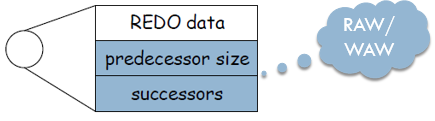 REDO data
predecessor size
successors
RAW/
WAW